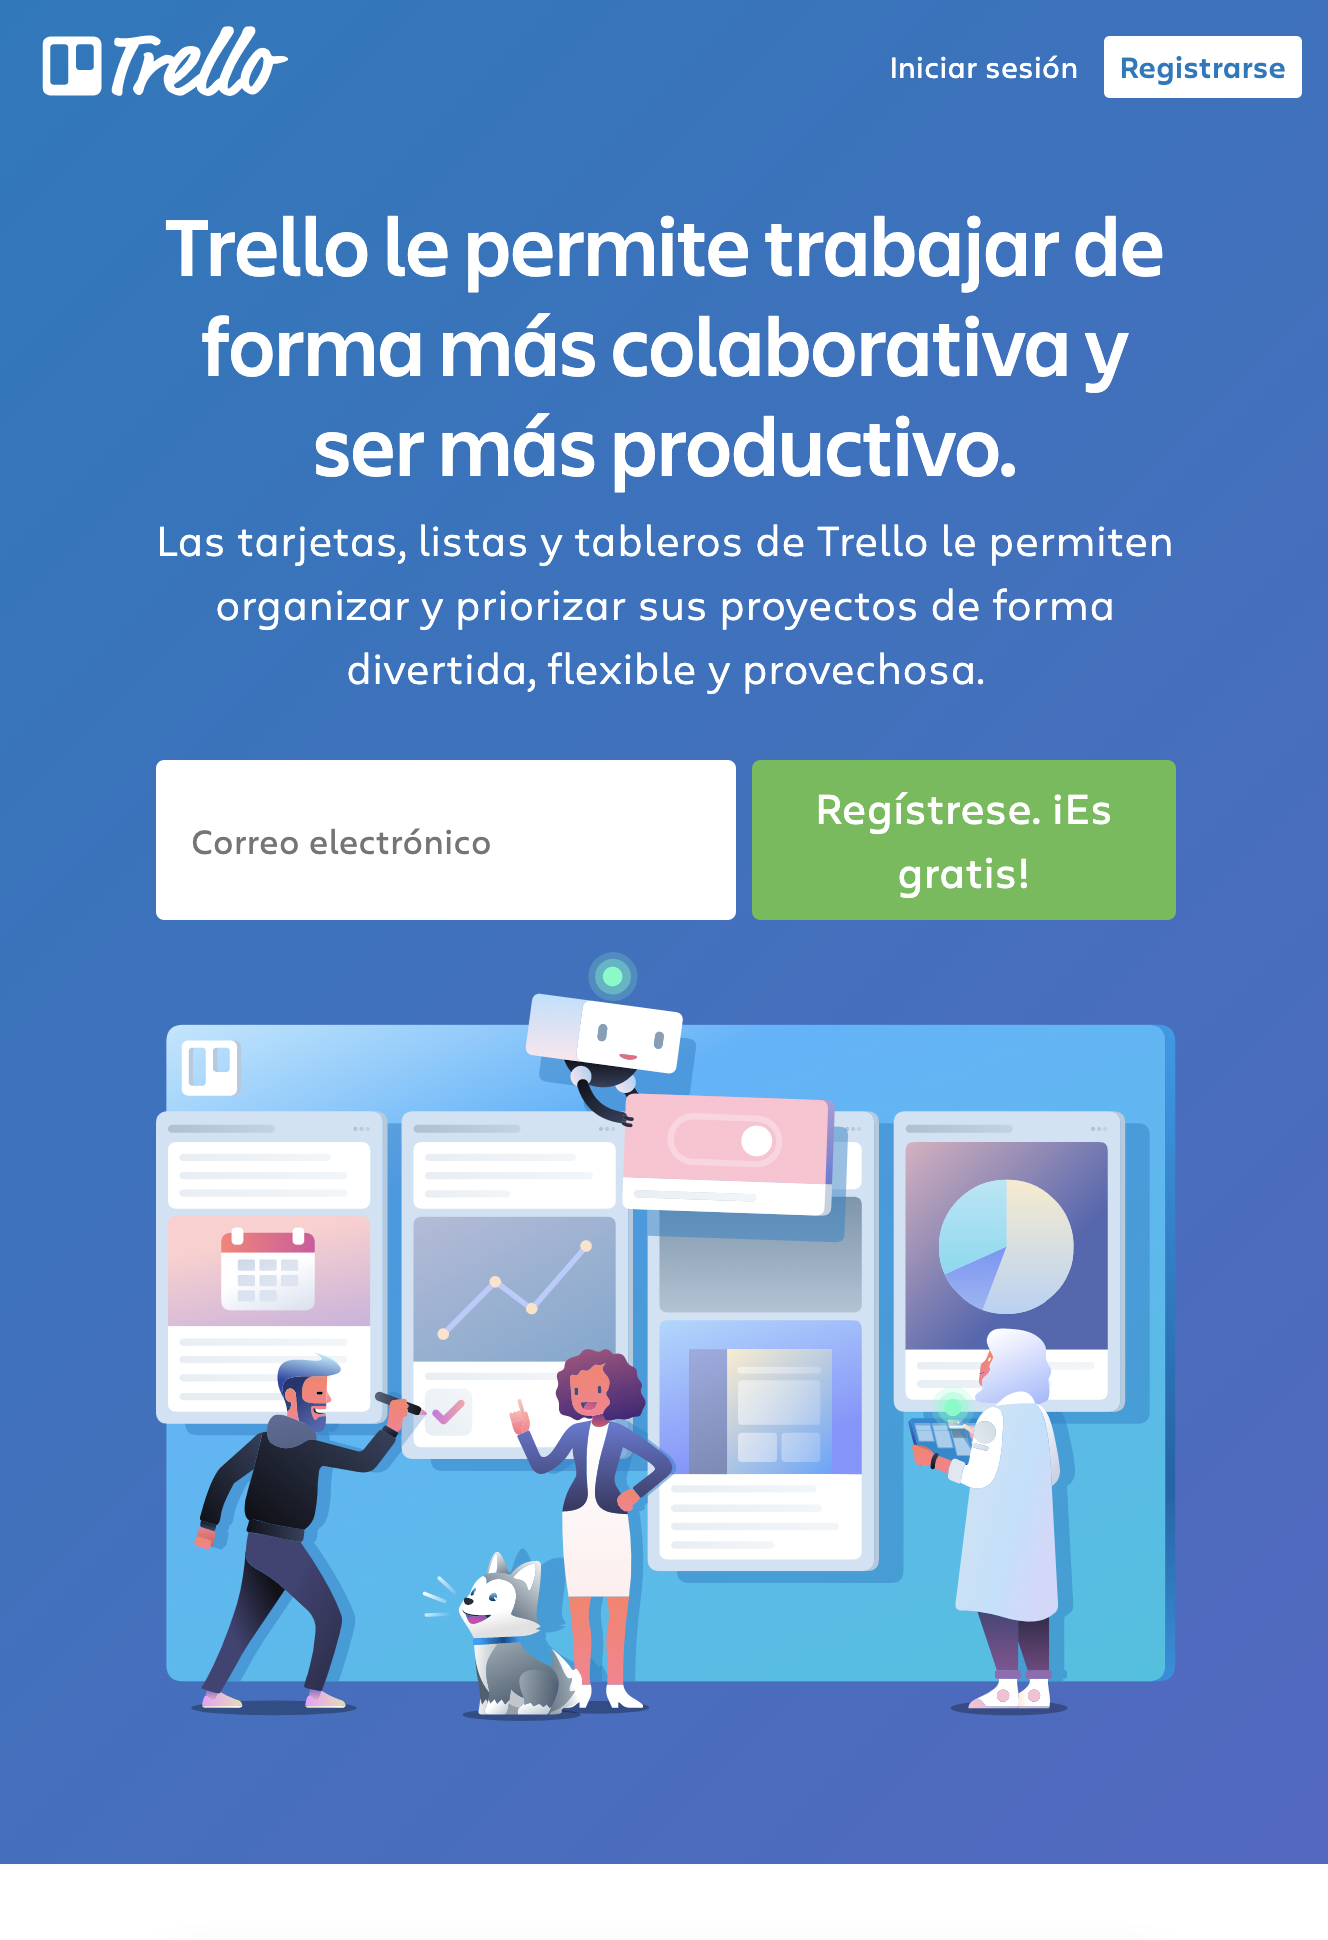 Trello
Iniciar sesión
Registrarse
Trello le permite trabajar de
forma más colaborativa y
ser más productivo.
Las tarjetas, listas y tableros de Trello le permiten
organizar y priorizar sus proyectos de forma
divertida, flexible y provechosa.
Correo electrónico
Regístrese. ¡Es
gratis!